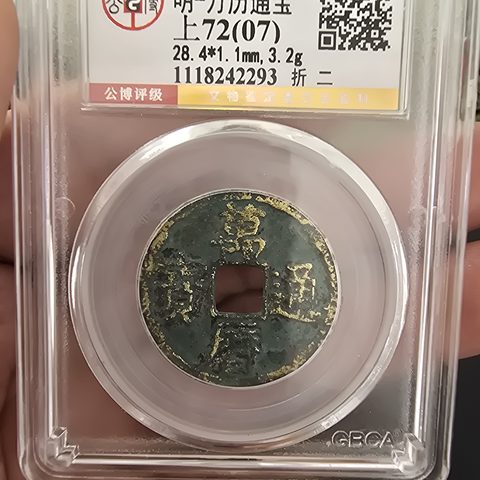 明-万历通宝
上72(07)
28.4*1.1mm,3.2g
1118242293 折 二
公博评级
萬
曆
通
寶
GBCA